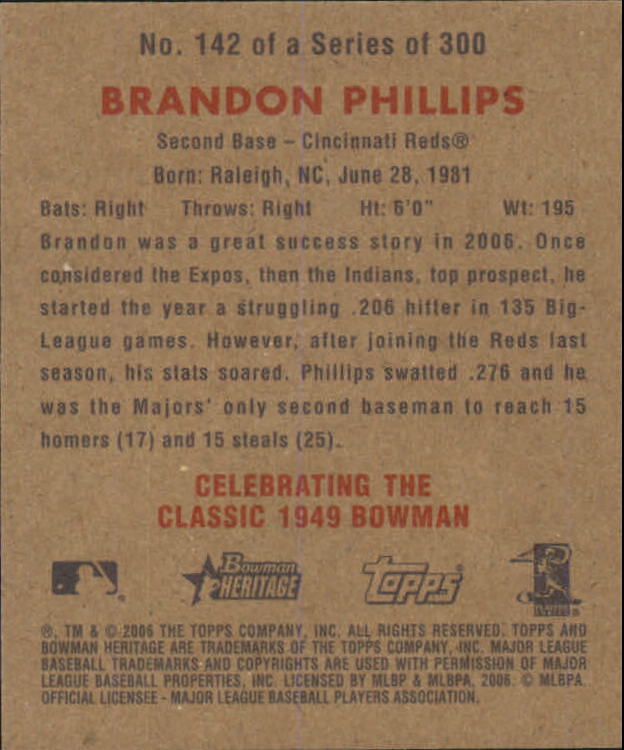 No. 142 of a Series of 300
BRANDON PHILLIPS
Second Base – Cincinnati Reds®
Born: Raleigh, NC, June 28, 1981
Bats: Right Throws: Right Ht: 6'0" Wt: 195
Brandon was a great success story in 2006. Once
considered the Expos, then the Indians, top prospect, he
started the year a struggling .206 hitter in 135 Big-
League games. However, after joining the Reds last
season, his stats soared. Phillips swatted .276 and he
was the Majors' only second baseman to reach 15
homers (17) and 15 steals (25).
CELEBRATING THE
CLASSIC 1949 BOWMAN
Bowman HERITAGE
topps
®, TM & © 2006 THE TOPPS COMPANY, INC. ALL RIGHTS RESERVED. TOPPS AND
BOWMAN HERITAGE ARE TRADEMARKS OF THE TOPPS COMPANY, INC. MAJOR LEAGUE
BASEBALL TRADEMARKS AND COPYRIGHTS ARE USED WITH PERMISSION OF MAJOR
LEAGUE BASEBALL PROPERTIES, INC. LICENSED BY MLBP & MLBPA, 2006. © MLBPA.
OFFICIAL LICENSEE - MAJOR LEAGUE BASEBALL PLAYERS ASSOCIATION.